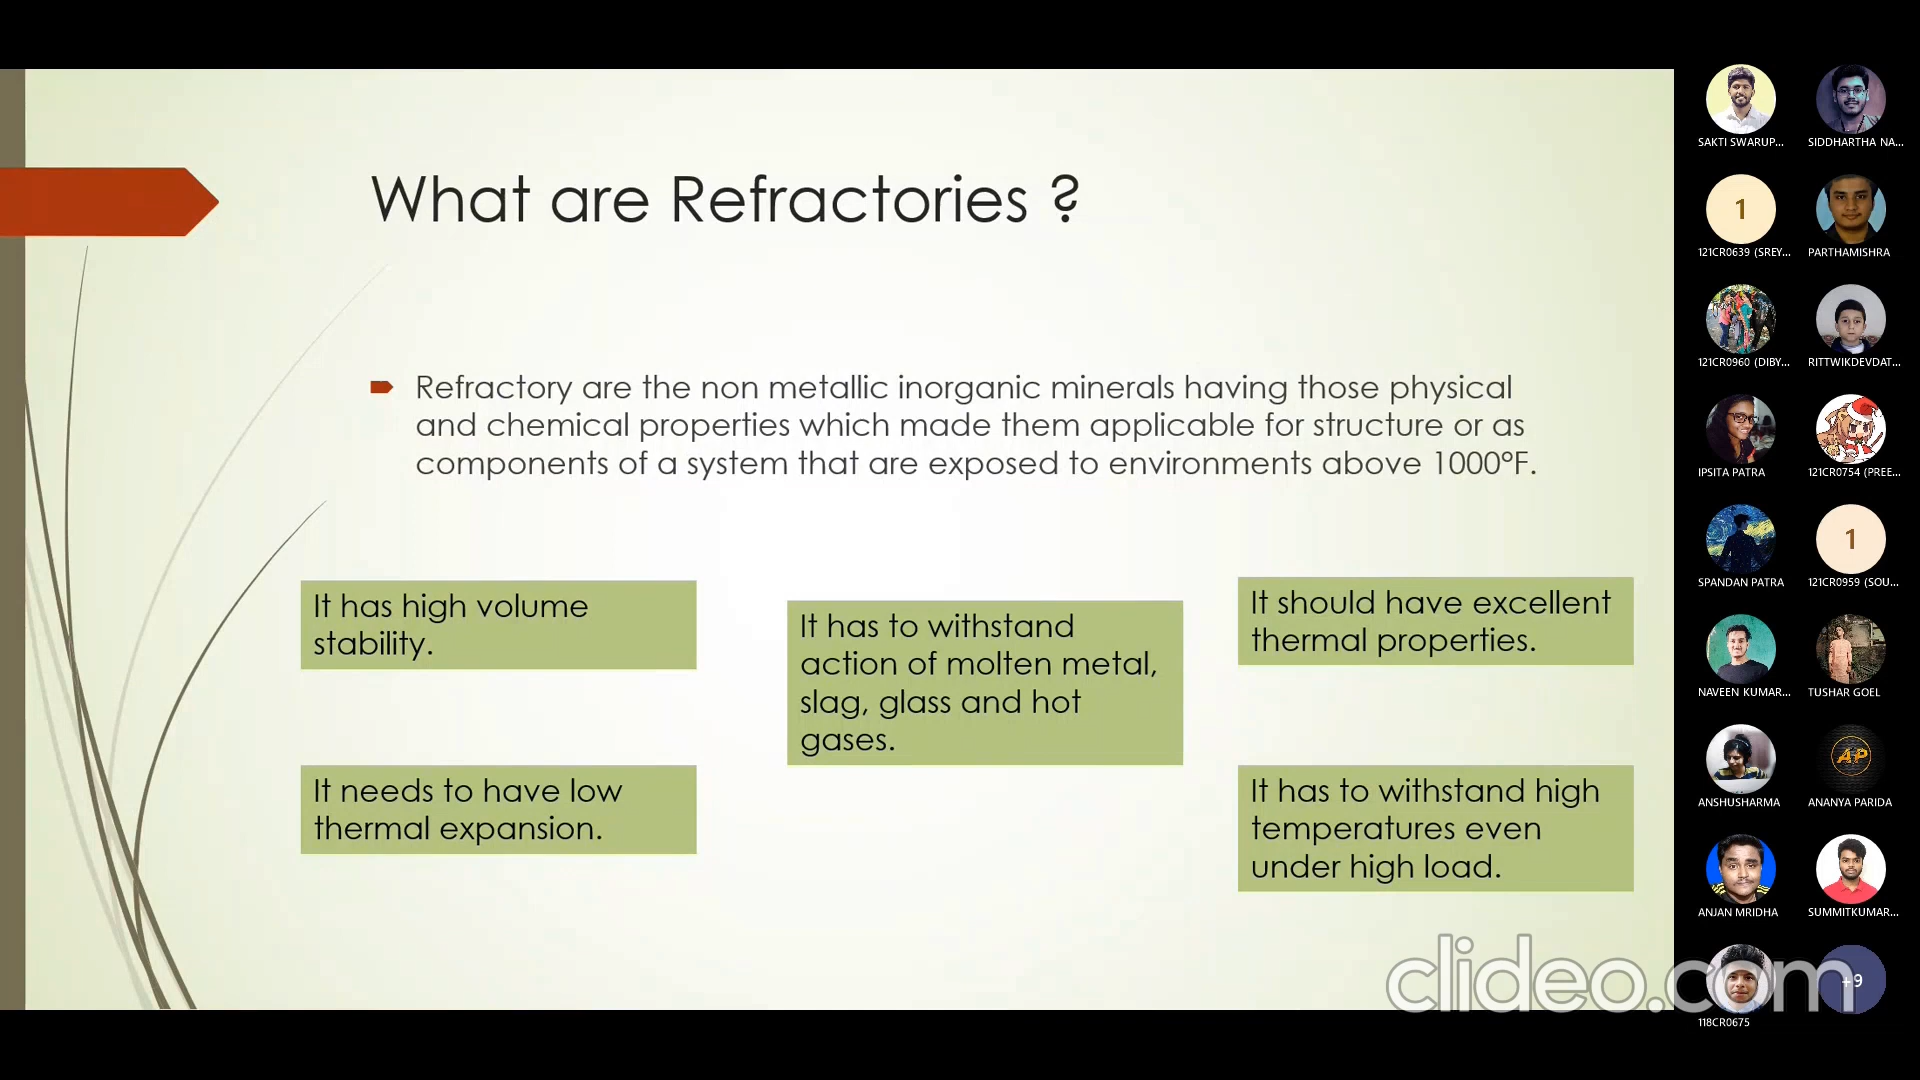 What are Refractories ?
Refractory are the non metallic inorganic minerals having those physical
and chemical properties which made them applicable for structure or as
components of a system that are exposed to environments above 1000°F.
It has high volume
stability.
It needs to have low
thermal expansion.
It has to withstand
action of molten metal,
slag, glass and hot
gases.
It should have excellent
thermal properties.
It has to withstand high
temperatures even
under high load.
SAKTI SWARUP...
SIDDHARTHA NA...
1
121CR0639 (SREY...
PARTHAMISHRA
121CR0960 (DIBY...
RITTWIKDEVDAT...
IPSITA PATRA
121CR0754 (PREE...
SPANDAN PATRA
1
121CR0959 (SOU...
NAVEEN KUMAR...
TUSHAR GOEL
ANSHUSHARMA
AP
ANANYA PARIDA
ANJAN MRIDHA
SUMMITKUMAR...
118CR0675
+9
clideo.com